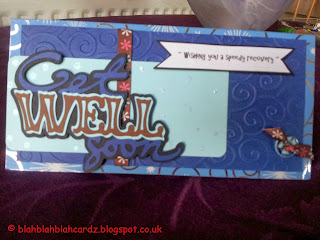 ~ Wishing you a speedy recovery ~
Get
WELL
soon
© blahblahblahcardz.blogspot.co.uk